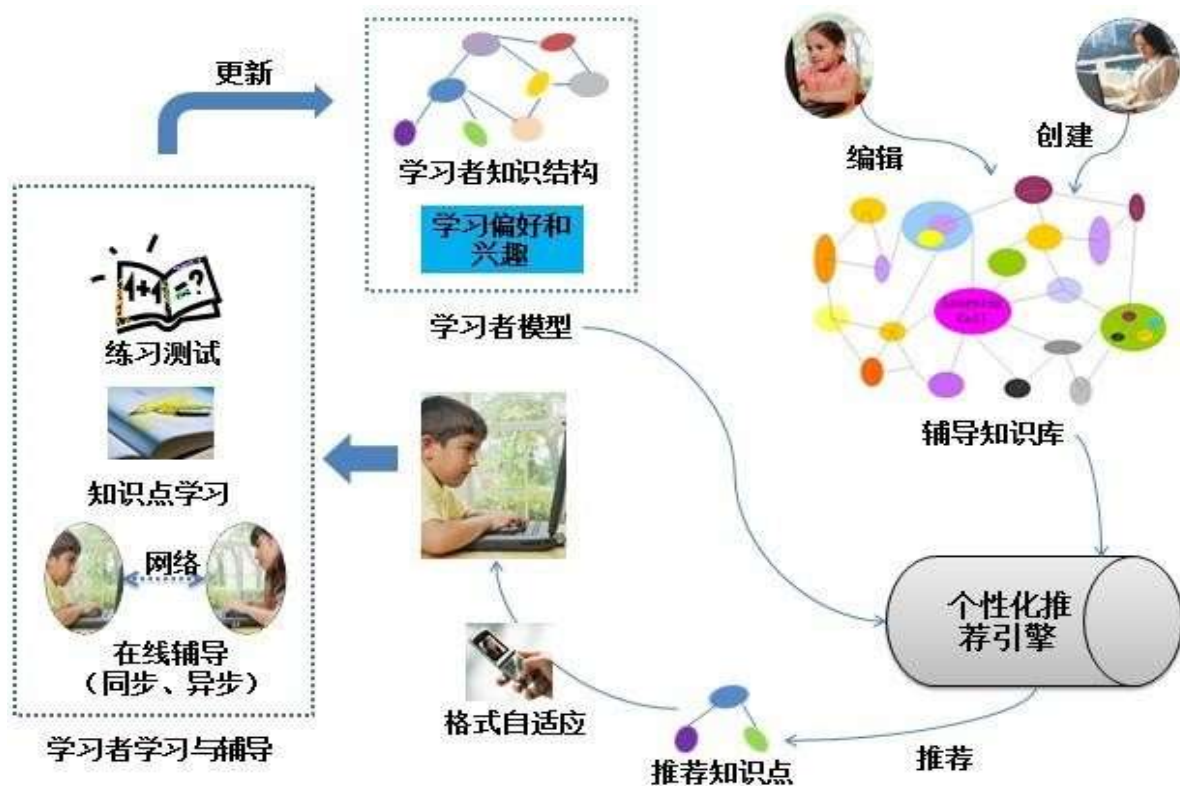 更新
学习者知识结构
学习偏好和
兴趣
学习者模型
编辑
创建
Learning
Cell
辅导知识库
1+1
=?
练习测试
知识点学习
网络
在线辅导
(同步、异步)
学习者学习与辅导
格式自适应
推荐知识点
推荐
个性化推
荐引擎